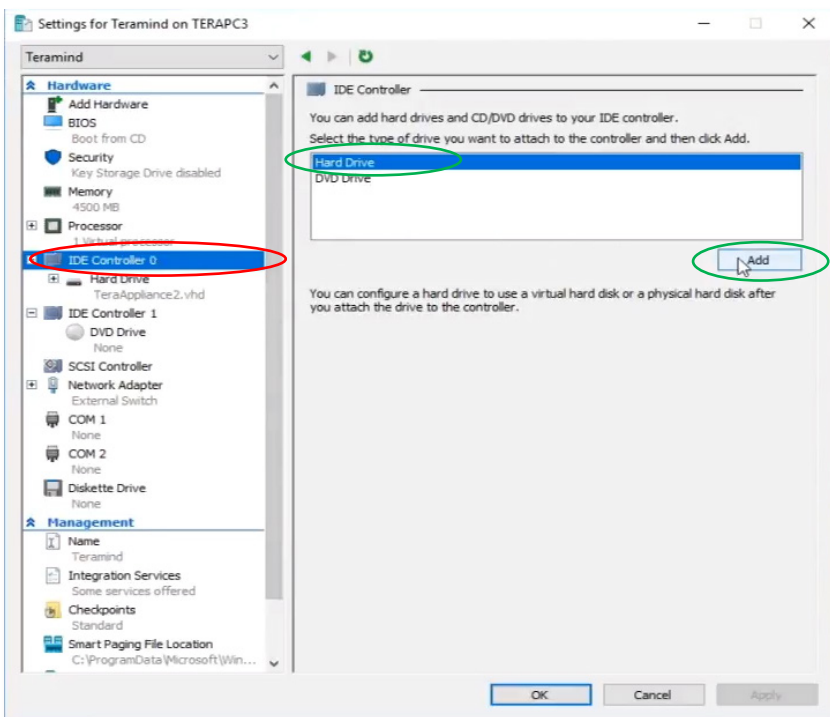 Settings for Teramind on TERAPC3
Teramind
Hardware
Add Hardware
BIOS
Boot from CD
Security
Key Storage Drive disabled
Memory
4500 MB
Processor
1 Virtual processor
IDE Controller 0
Hard Drive
TeraAppliance2.vhd
IDE Controller 1
DVD Drive
None
SCSI Controller
Network Adapter
External Switch
COM 1
None
COM 2
None
Diskette Drive
None
Management
Name
Teramind
Integration Services
Some services offered
Checkpoints
Standard
Smart Paging File Location
C:\ProgramData\Microsoft\Win...
IDE Controller
You can add hard drives and CD/DVD drives to your IDE controller.
Select the type of drive you want to attach to the controller and then click Add.
Hard Drive
DVD Drive
Add
You can configure a hard drive to use a virtual hard disk or a physical hard disk after
you attach the drive to the controller.
OK
Cancel
Apply